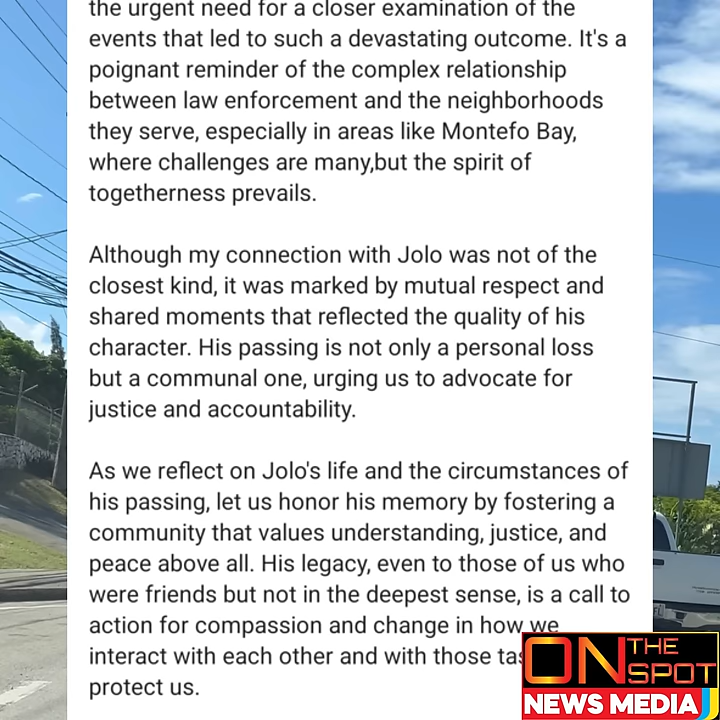 the urgent need for a closer examination of the
events that led to such a devastating outcome. It's a
poignant reminder of the complex relationship
between law enforcement and the neighborhoods
they serve, especially in areas like Montefo Bay,
where challenges are many,but the spirit of
togetherness prevails.
Although my connection with Jolo was not of the
closest kind, it was marked by mutual respect and
shared moments that reflected the quality of his
character. His passing is not only a personal loss
but a communal one, urging us to advocate for
justice and accountability.
As we reflect on Jolo's life and the circumstances of
his passing, let us honor his memory by fostering a
community that values understanding, justice, and
peace above all. His legacy, even to those of us who
were friends but not in the deepest sense, is a call to
action for compassion and change in how we
interact with each other and with those
protect us.
ON THE SPOT
NEWS MEDIA